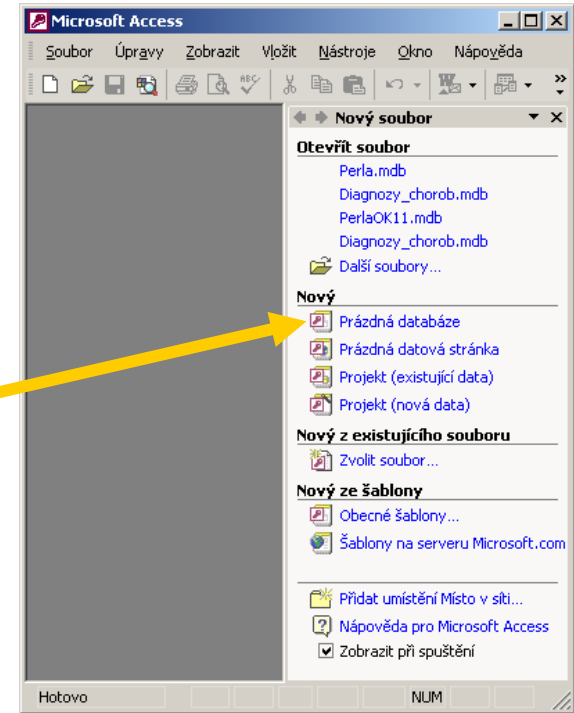 Microsoft Access
Soubor Úpravy Zobrazit Vložit Nástroje Okno Nápověda
ABC
Nový soubor
Otevřít soubor
Perla.mdb
Diagnozy_chorob.mdb
PerlaOK11.mdb
Diagnozy_chorob.mdb
Další soubory...
Nový
Prázdná databáze
Prázdná datová stránka
Projekt (existující data)
Projekt (nová data)
Nový z existujícího souboru
Zvolit soubor...
Nový ze šablony
Obecné šablony...
Šablony na serveru Microsoft.com
Přidat umístění Místo v síti...
Nápověda pro Microsoft Access
Zobrazit při spuštění
Hotovo NUM